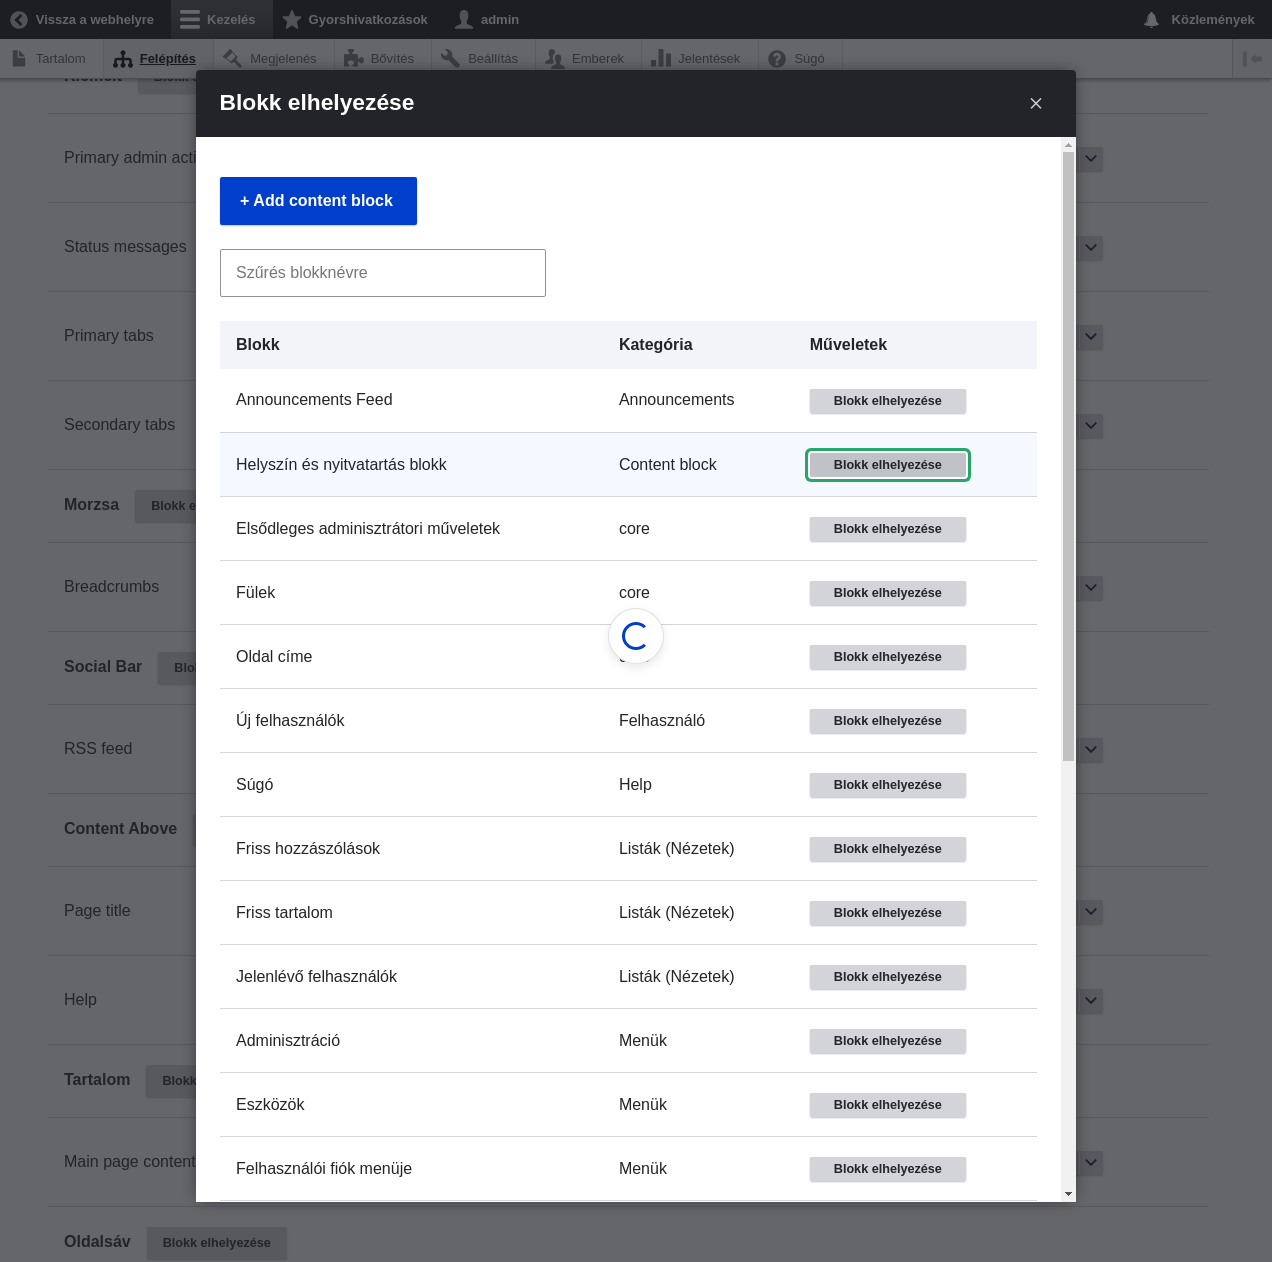 Vissza a webhelyre
Kezelés
Gyorshivatkozások
admin
Közlemények
Tartalom
Felépítés
Megjelenés
Bővítés
Beállítás
Emberek
Jelentések
Súgó
Blokk elhelyezése
+ Add content block
Szűrés blokknévre
Blokk Kategória Műveletek
Announcements Feed Announcements Blokk elhelyezése
Helyszín és nyitvatartás blokk Content block Blokk elhelyezése
Elsődleges adminisztrátori műveletek core Blokk elhelyezése
Fülek core Blokk elhelyezése
Oldal címe Blokk elhelyezése
Új felhasználók Felhasználó Blokk elhelyezése
Súgó Help Blokk elhelyezése
Friss hozzászólások Listák (Nézetek) Blokk elhelyezése
Friss tartalom Listák (Nézetek) Blokk elhelyezése
Jelenlévő felhasználók Listák (Nézetek) Blokk elhelyezése
Adminisztráció Menük Blokk elhelyezése
Eszközök Menük Blokk elhelyezése
Felhasználói fiók menüje Menük Blokk elhelyezése
Primary admin
Status messages
Primary tabs
Secondary tabs
Morzsa Blokk
Breadcrumbs
Social Bar
RSS feed
Content Above
Page title
Help
Tartalom Blokk
Main page content
Oldalsáv Blokk elhelyezése